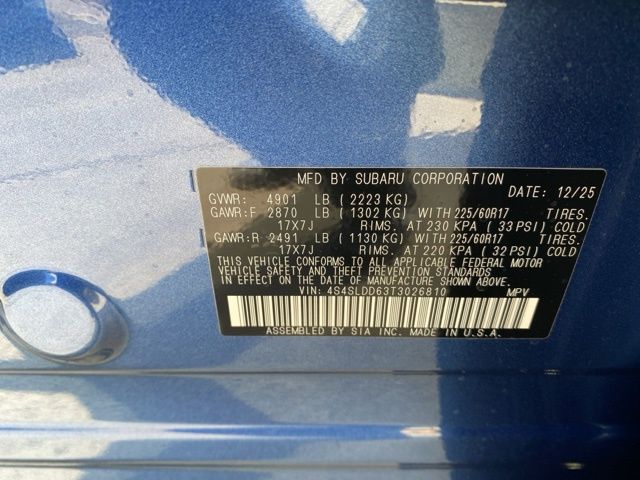 MFD BY SUBARU CORPORATION
DATE: 12/25
GVWR: 4901 LB (2223 KG)
GAWR:F 2870 LB (1302 KG) WITH 225/60R17 TIRES.
17X7J RIMS. AT 230 KPA ( 33 PSI) COLD
GAWR:R 2491 LB (1130 KG) WITH 225/60R17 TIRES.
17X7J RIMS. AT 220 KPA ( 32 PSI) COLD
THIS VEHICLE CONFORMS TO ALL APPLICABLE FEDERAL MOTOR
VEHICLE SAFETY AND THEFT PREVENTION STANDARDS
IN EFFECT ON THE DATE OF MANUFACTURE SHOWN ABOVE.
VIN: 4S4SLDD63T3026810 MPV
ASSEMBLED BY SIA INC. MADE IN U.S.A.